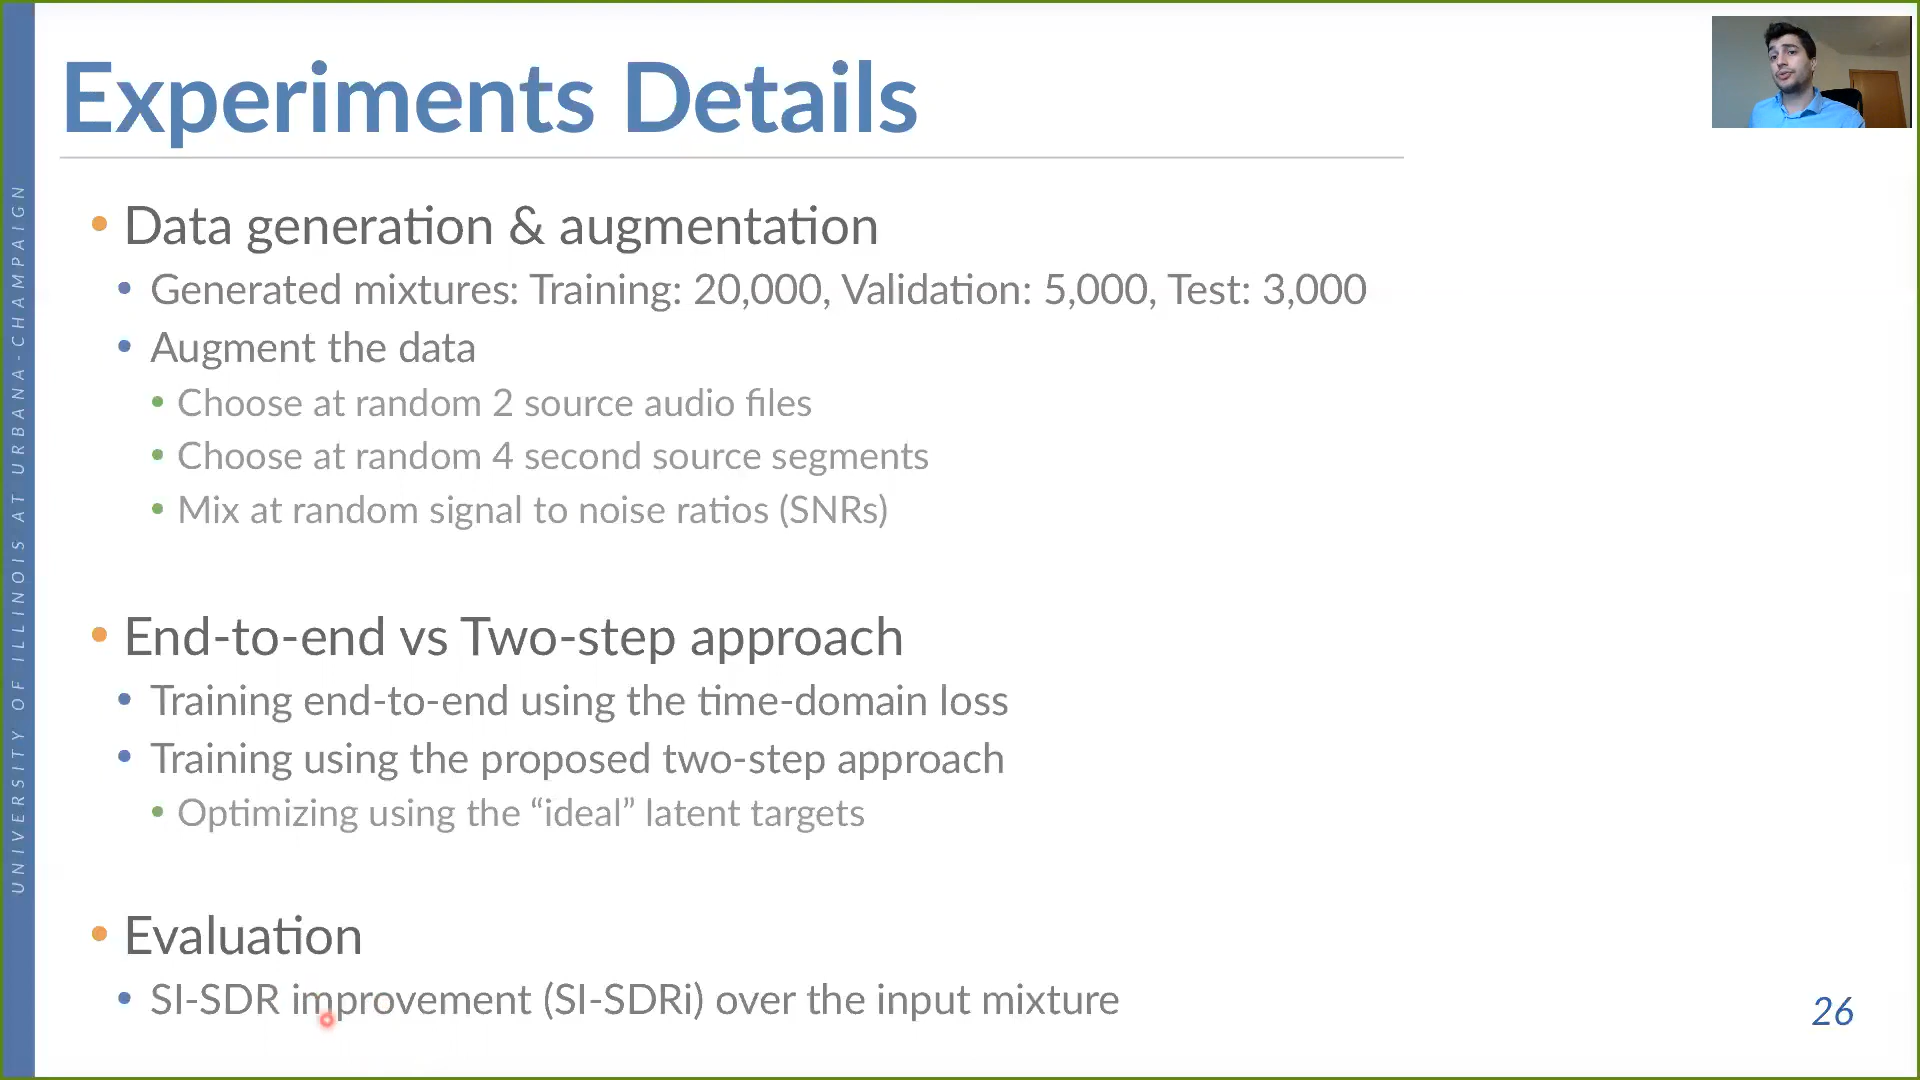 Experiments Details
UNIVERSITY OF ILLINOIS AT URBANA-CHAMPAIGN
• Data generation & augmentation
• Generated mixtures: Training: 20,000, Validation: 5,000, Test: 3,000
• Augment the data
• Choose at random 2 source audio files
• Choose at random 4 second source segments
• Mix at random signal to noise ratios (SNRs)
• End-to-end vs Two-step approach
• Training end-to-end using the time-domain loss
• Training using the proposed two-step approach
• Optimizing using the “ideal” latent targets
• Evaluation
• SI-SDR improvement (SI-SDRi) over the input mixture
26